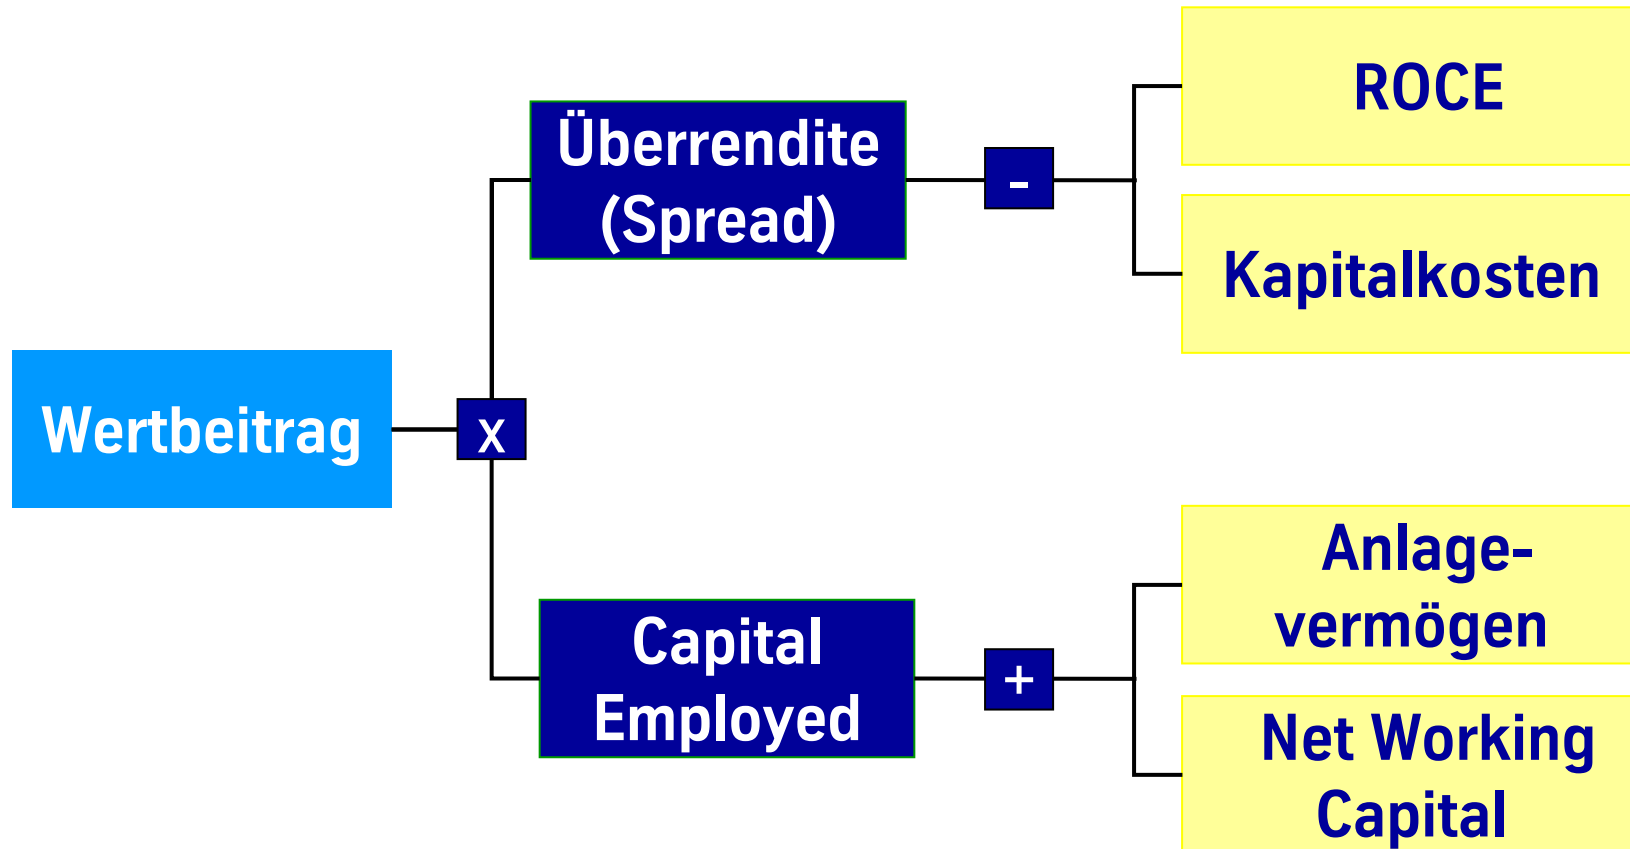 ROCE
Überrendite
(Spread)
-
Kapitalkosten
Wertbeitrag
x
Anlage-
vermögen
Capital
Employed
+
Net Working
Capital